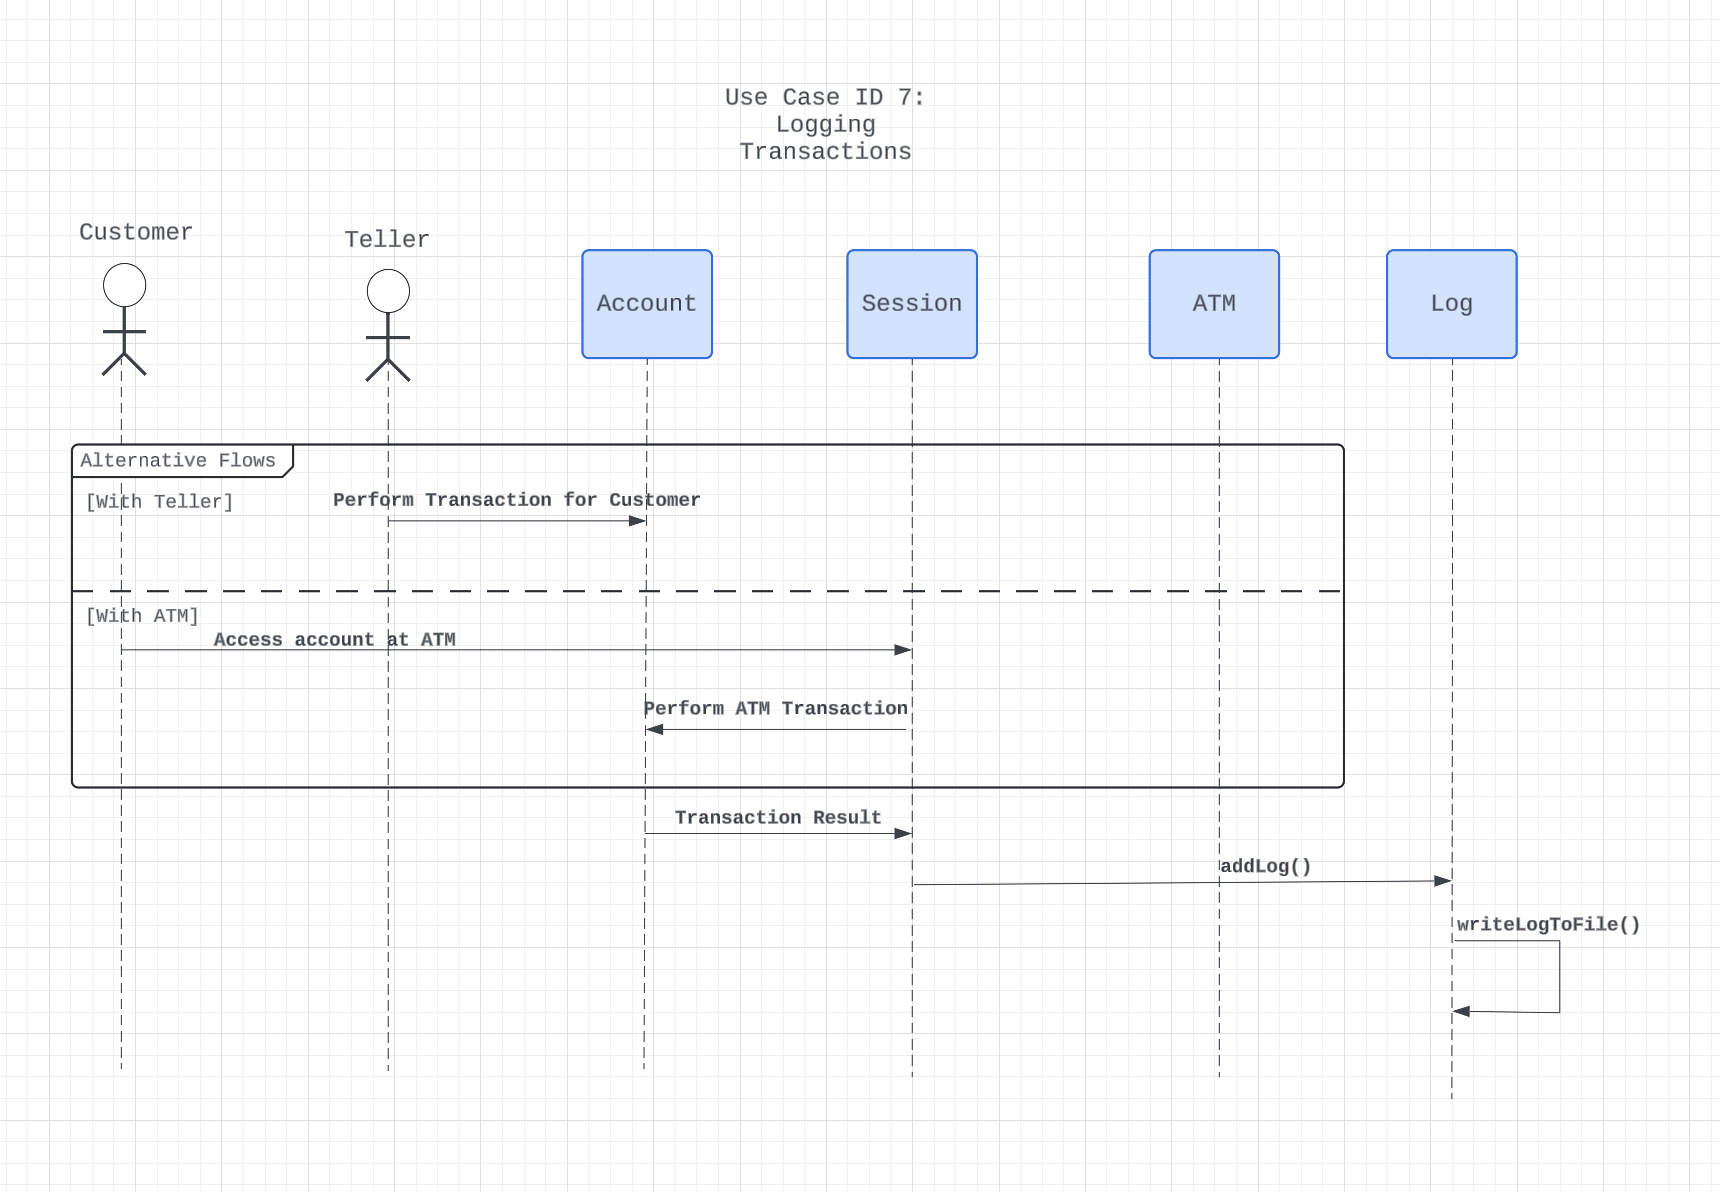 Use Case ID 7:
Logging
Transactions
Customer
Teller
Account
Session
ATM
Log
Alternative Flows
[With Teller]
Perform Transaction for Customer
[With ATM]
Access account at ATM
Perform ATM Transaction
Transaction Result
addLog()
writeLogToFile()